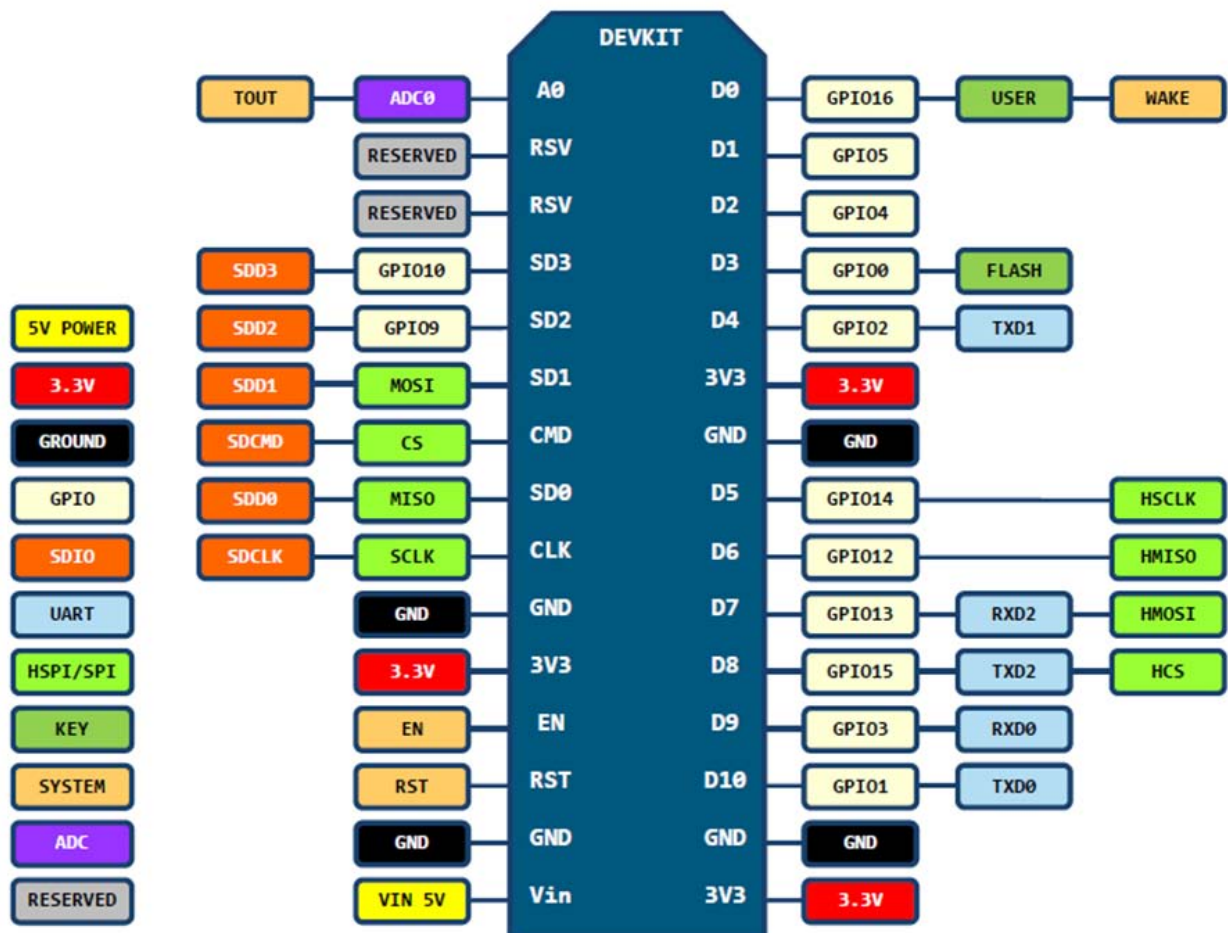 DEVKIT
TOUT ADC0 A0 D0 GPIO16 USER WAKE
RESERVED RSV D1 GPIO5
RESERVED RSV D2 GPIO4
SDD3 GPIO10 SD3 D3 GPIO0 FLASH
5V POWER SDD2 GPIO9 SD2 D4 GPIO2 TXD1
3.3V SDD1 MOSI SD1 3V3 3.3V
GROUND SDCMD CS CMD GND GND
GPIO SDD0 MISO SD0 D5 GPIO14 HSCLK
SDIO SDCLK SCLK CLK D6 GPIO12 HMISO
UART GND GND D7 GPIO13 RXD2 HMOSI
HSPI/SPI 3.3V 3V3 D8 GPIO15 TXD2 HCS
KEY EN EN D9 GPIO3 RXD0
SYSTEM RST RST D10 GPIO1 TXD0
ADC GND GND GND GND
RESERVED VIN 5V Vin 3V3 3.3V